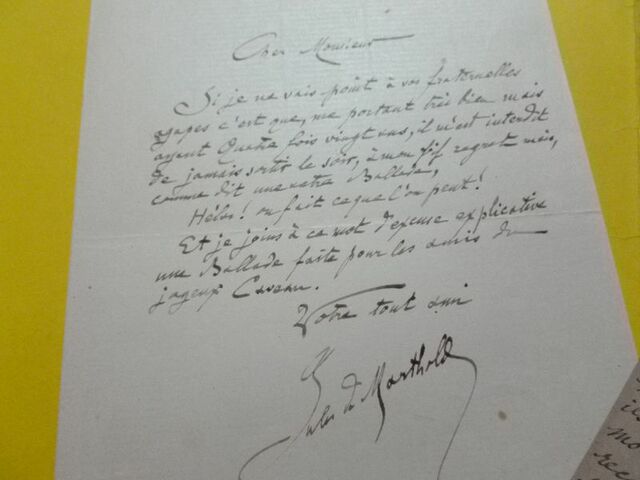 Cher Monsieur
Si je ne vais point à vos fraternelles
agapes c'est que, me portant très bien mais
ayant Quatre fois vingt ans, il m'est interdit
de jamais sortir le soir, à mon vif regret mais,
comme dit une autre Ballade,
Hélas! on fait ce que l'on peut!
Et je joins à ce mot d'excuse explicative
une Ballade faite pour les amis du
joyeux Caveau.
Votre tout ami
Jules de Marthold